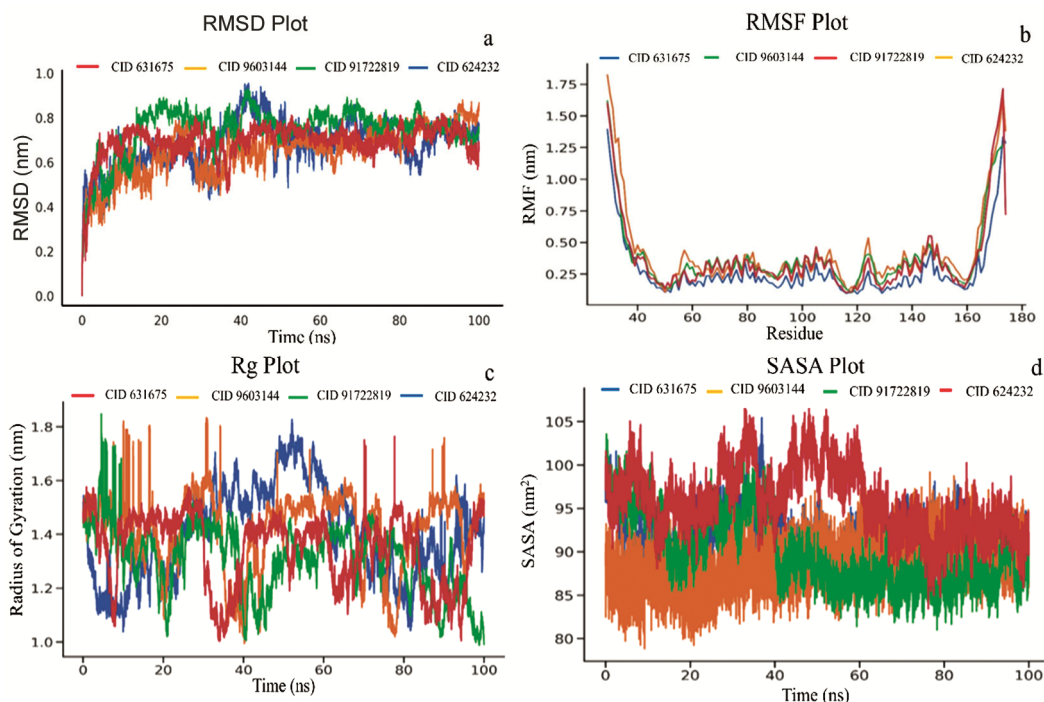 RMSD Plot
a
CID 631675 CID 9603144 CID 91722819 CID 624232
1.0
0.8
0.6
0.4
0.2
0.0
RMSD (nm)
0 20 40 60 80 100
Time (ns)
RMSF Plot
b
CID 631675 CID 9603144 CID 91722819 CID 624232
1.75
1.50
1.25
1.00
0.75
0.50
0.25
RMF (nm)
40 60 80 100 120 140 160 180
Residue
Rg Plot
c
CID 631675 CID 9603144 CID 91722819 CID 624232
1.8
1.6
1.4
1.2
1.0
Radius of Gyration (nm)
0 20 40 60 80 100
Time (ns)
SASA Plot
d
CID 631675 CID 9603144 CID 91722819 CID 624232
105
100
95
90
85
80
SASA (nm²)
0 20 40 60 80 100
Time (ns)